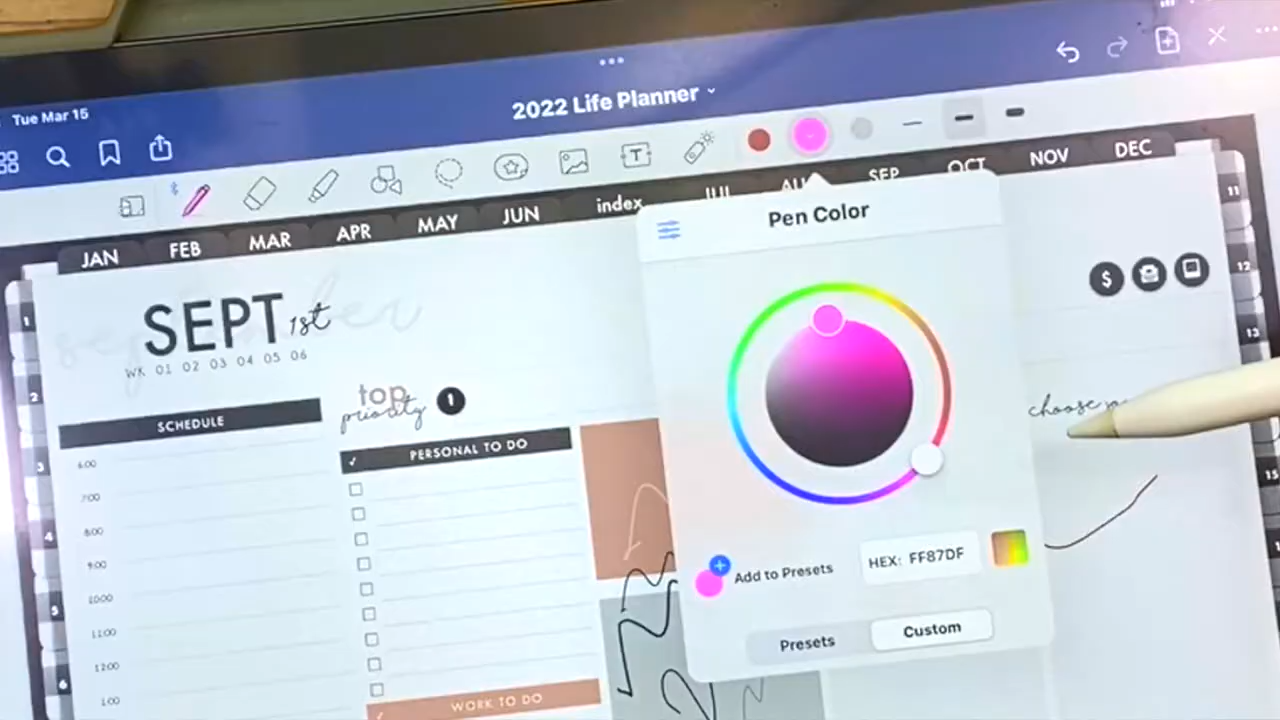 Tue Mar 15
2022 Life Planner
T
JAN FEB MAR APR MAY JUN index JUL AU SEP OCT NOV DEC
Pen Color
11
12
13
15
1
2
3
4
5
6
$
SEPT 1st
WK 01 02 03 04 05 06
top
priority 1
choose
SCHEDULE
PERSONAL TO DO
6:00
7:00
8:00
9:00
10:00
11:00
12:00
1:00
WORK TO DO
Add to Presets
HEX: FF87DF
Presets
Custom